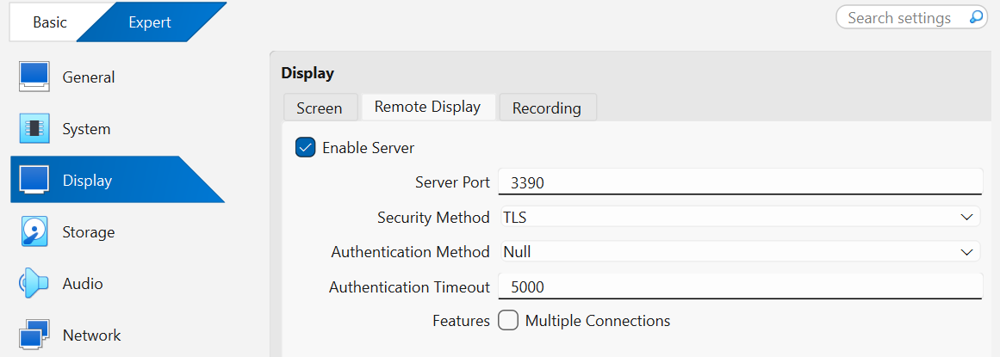 Basic Expert Search settings
General
System
Display
Storage
Audio
Network
Display
Screen Remote Display Recording
Enable Server
Server Port 3390
Security Method TLS
Authentication Method Null
Authentication Timeout 5000
Features Multiple Connections